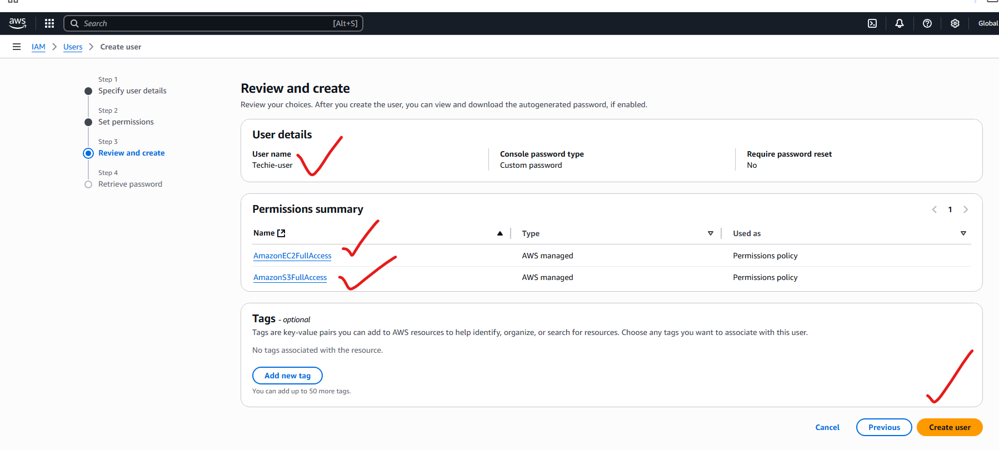 aws
Search [Alt+S]
Global
IAM > Users > Create user
Step 1
Specify user details
Step 2
Set permissions
Step 3
Review and create
Step 4
Retrieve password
Review and create
Review your choices. After you create the user, you can view and download the autogenerated password, if enabled.
User details
User name
Techie-user
Console password type
Custom password
Require password reset
No
Permissions summary
1
Name Type Used as
AmazonEC2FullAccess AWS managed Permissions policy
AmazonS3FullAccess AWS managed Permissions policy
Tags - optional
Tags are key-value pairs you can add to AWS resources to help identify, organize, or search for resources. Choose any tags you want to associate with this user.
No tags associated with the resource.
Add new tag
You can add up to 50 more tags.
Cancel Previous Create user